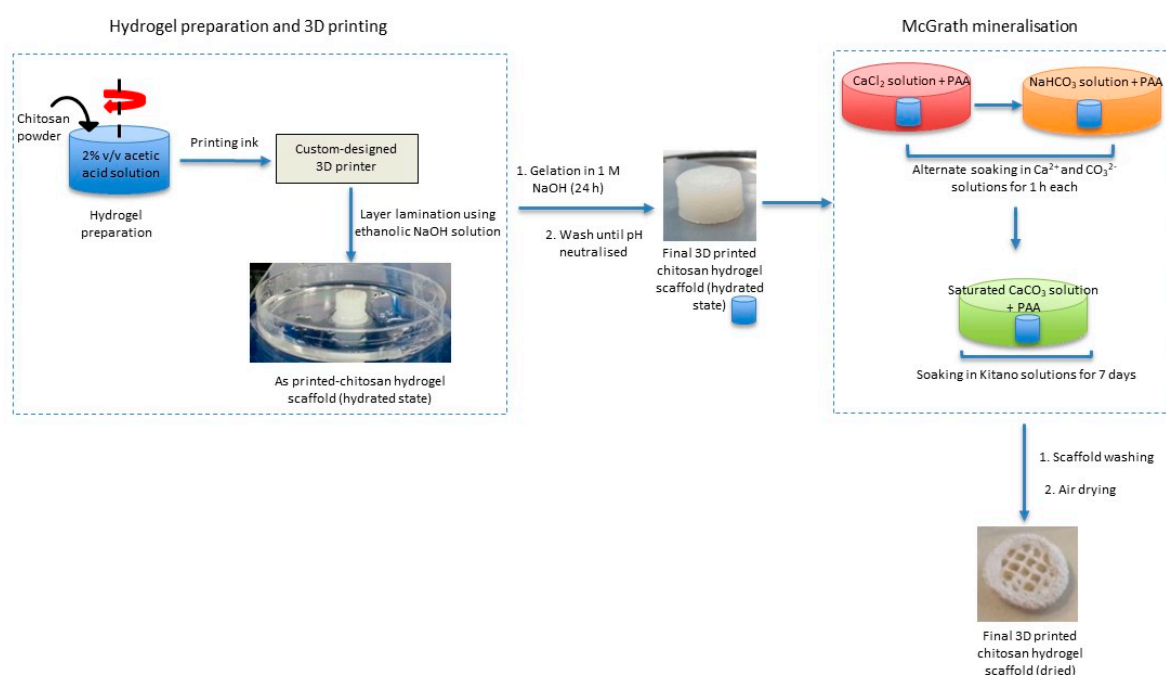 Hydrogel preparation and 3D printing
Chitosan
powder
2% v/v acetic
acid solution
Hydrogel
preparation
Printing ink
Custom-designed
3D printer
Layer lamination using
ethanolic NaOH solution
As printed-chitosan hydrogel
scaffold (hydrated state)
1. Gelation in 1 M
NaOH (24 h)
2. Wash until pH
neutralised
Final 3D printed
chitosan hydrogel
scaffold (hydrated
state)
McGrath mineralisation
CaCl₂ solution + PAA
NaHCO₃ solution + PAA
Alternate soaking in Ca²⁺ and CO₃²⁻
solutions for 1 h each
Saturated CaCO₃ solution
+ PAA
Soaking in Kitano solutions for 7 days
1. Scaffold washing
2. Air drying
Final 3D printed
chitosan hydrogel
scaffold (dried)